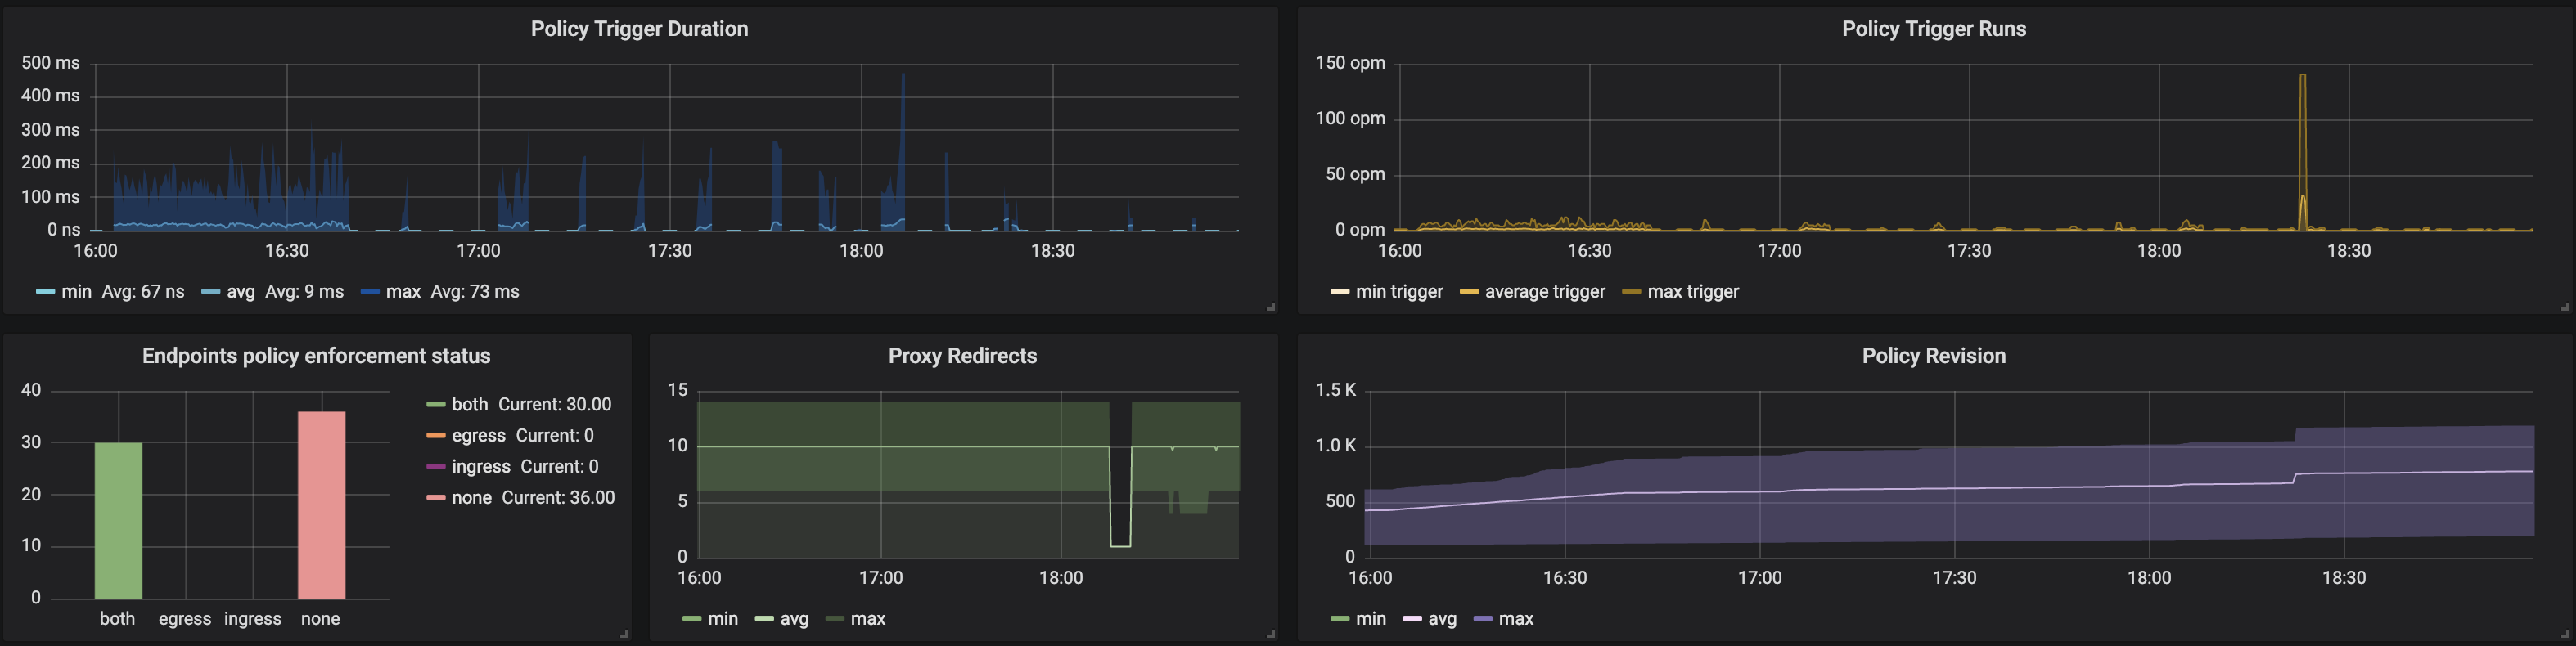 Policy Trigger Duration
500 ms
400 ms
300 ms
200 ms
100 ms
0 ns
16:00 16:30 17:00 17:30 18:00 18:30
min Avg: 67 ns avg Avg: 9 ms max Avg: 73 ms
Policy Trigger Runs
150 opm
100 opm
50 opm
0 opm
16:00 16:30 17:00 17:30 18:00 18:30
min trigger average trigger max trigger
Endpoints policy enforcement status
40
30
20
10
0
both egress ingress none
both Current: 30.00
egress Current: 0
ingress Current: 0
none Current: 36.00
Proxy Redirects
15
10
5
0
16:00 17:00 18:00
min avg max
Policy Revision
1.5 K
1.0 K
500
0
16:00 16:30 17:00 17:30 18:00 18:30
min avg max